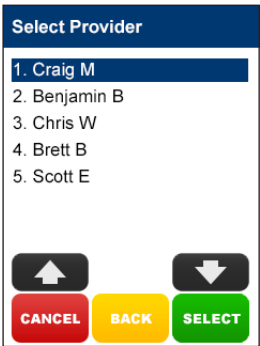 Select Provider
1. Craig M
2. Benjamin B
3. Chris W
4. Brett B
5. Scott E
CANCEL BACK SELECT